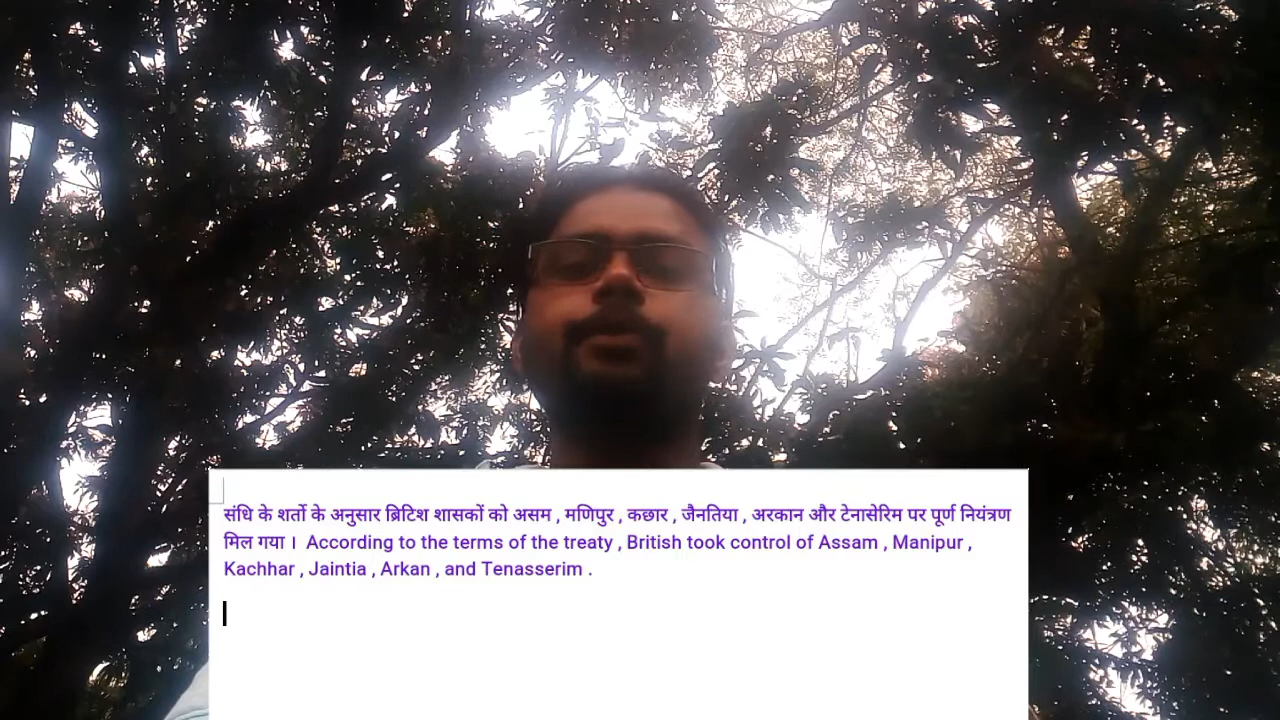 संधि के शर्तो के अनुसार ब्रिटिश शासकों को असम , मणिपुर , कछार , जैनतिया , अरकान और टेनासेरिम पर पूर्ण नियंत्रण
मिल गया ।  According to the terms of the treaty , British took control of Assam , Manipur ,
Kachhar , Jaintia , Arkan , and Tenasserim .